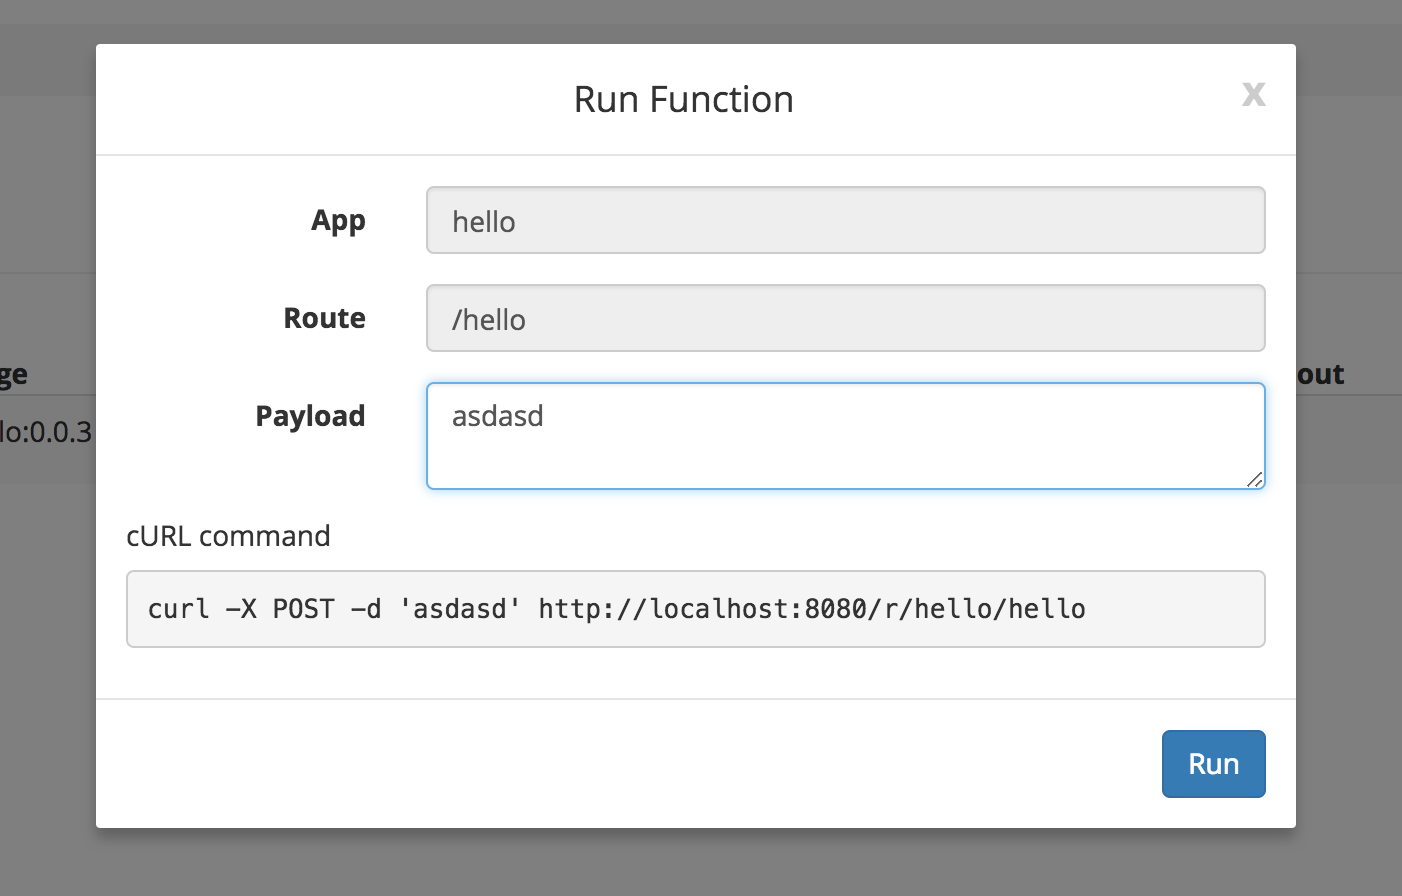 Run Function
x
App
hello
Route
/hello
ge
out
Payload
asdasd
lo:0.0.3
cURL command
curl -X POST -d 'asdasd' http://localhost:8080/r/hello/hello
Run